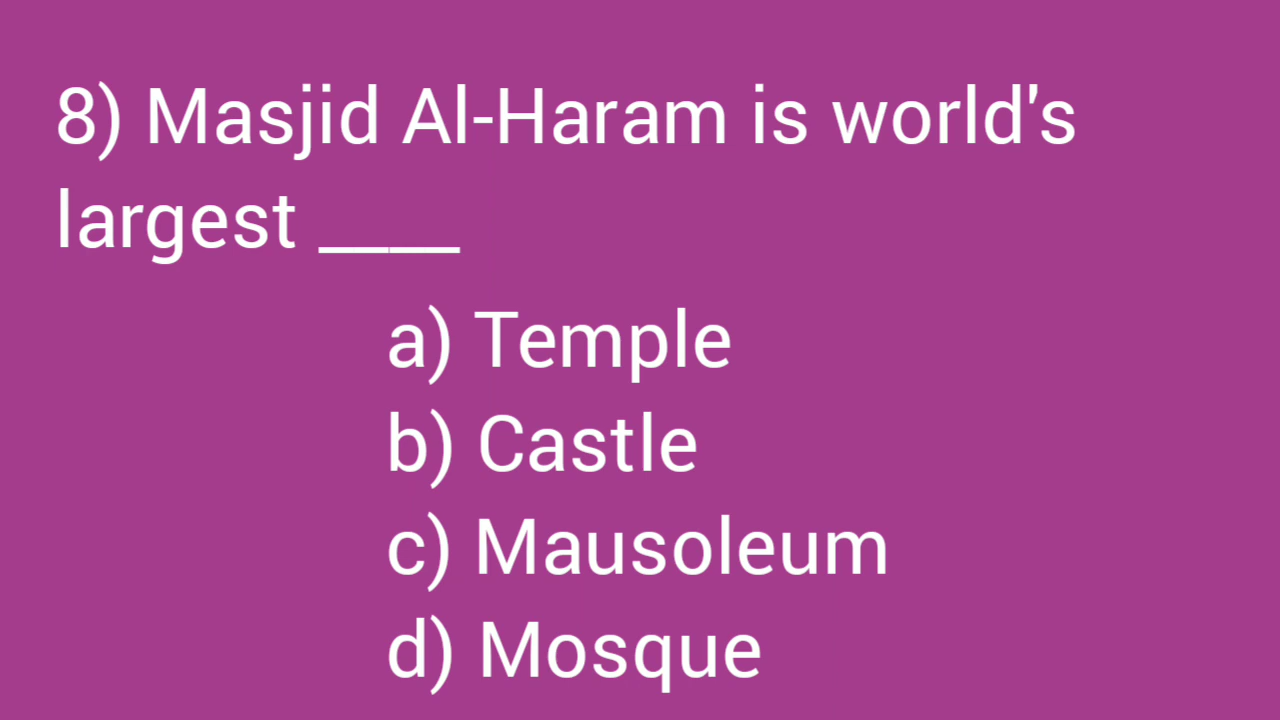 8) Masjid Al-Haram is world's
largest ____
a) Temple
b) Castle
c) Mausoleum
d) Mosque